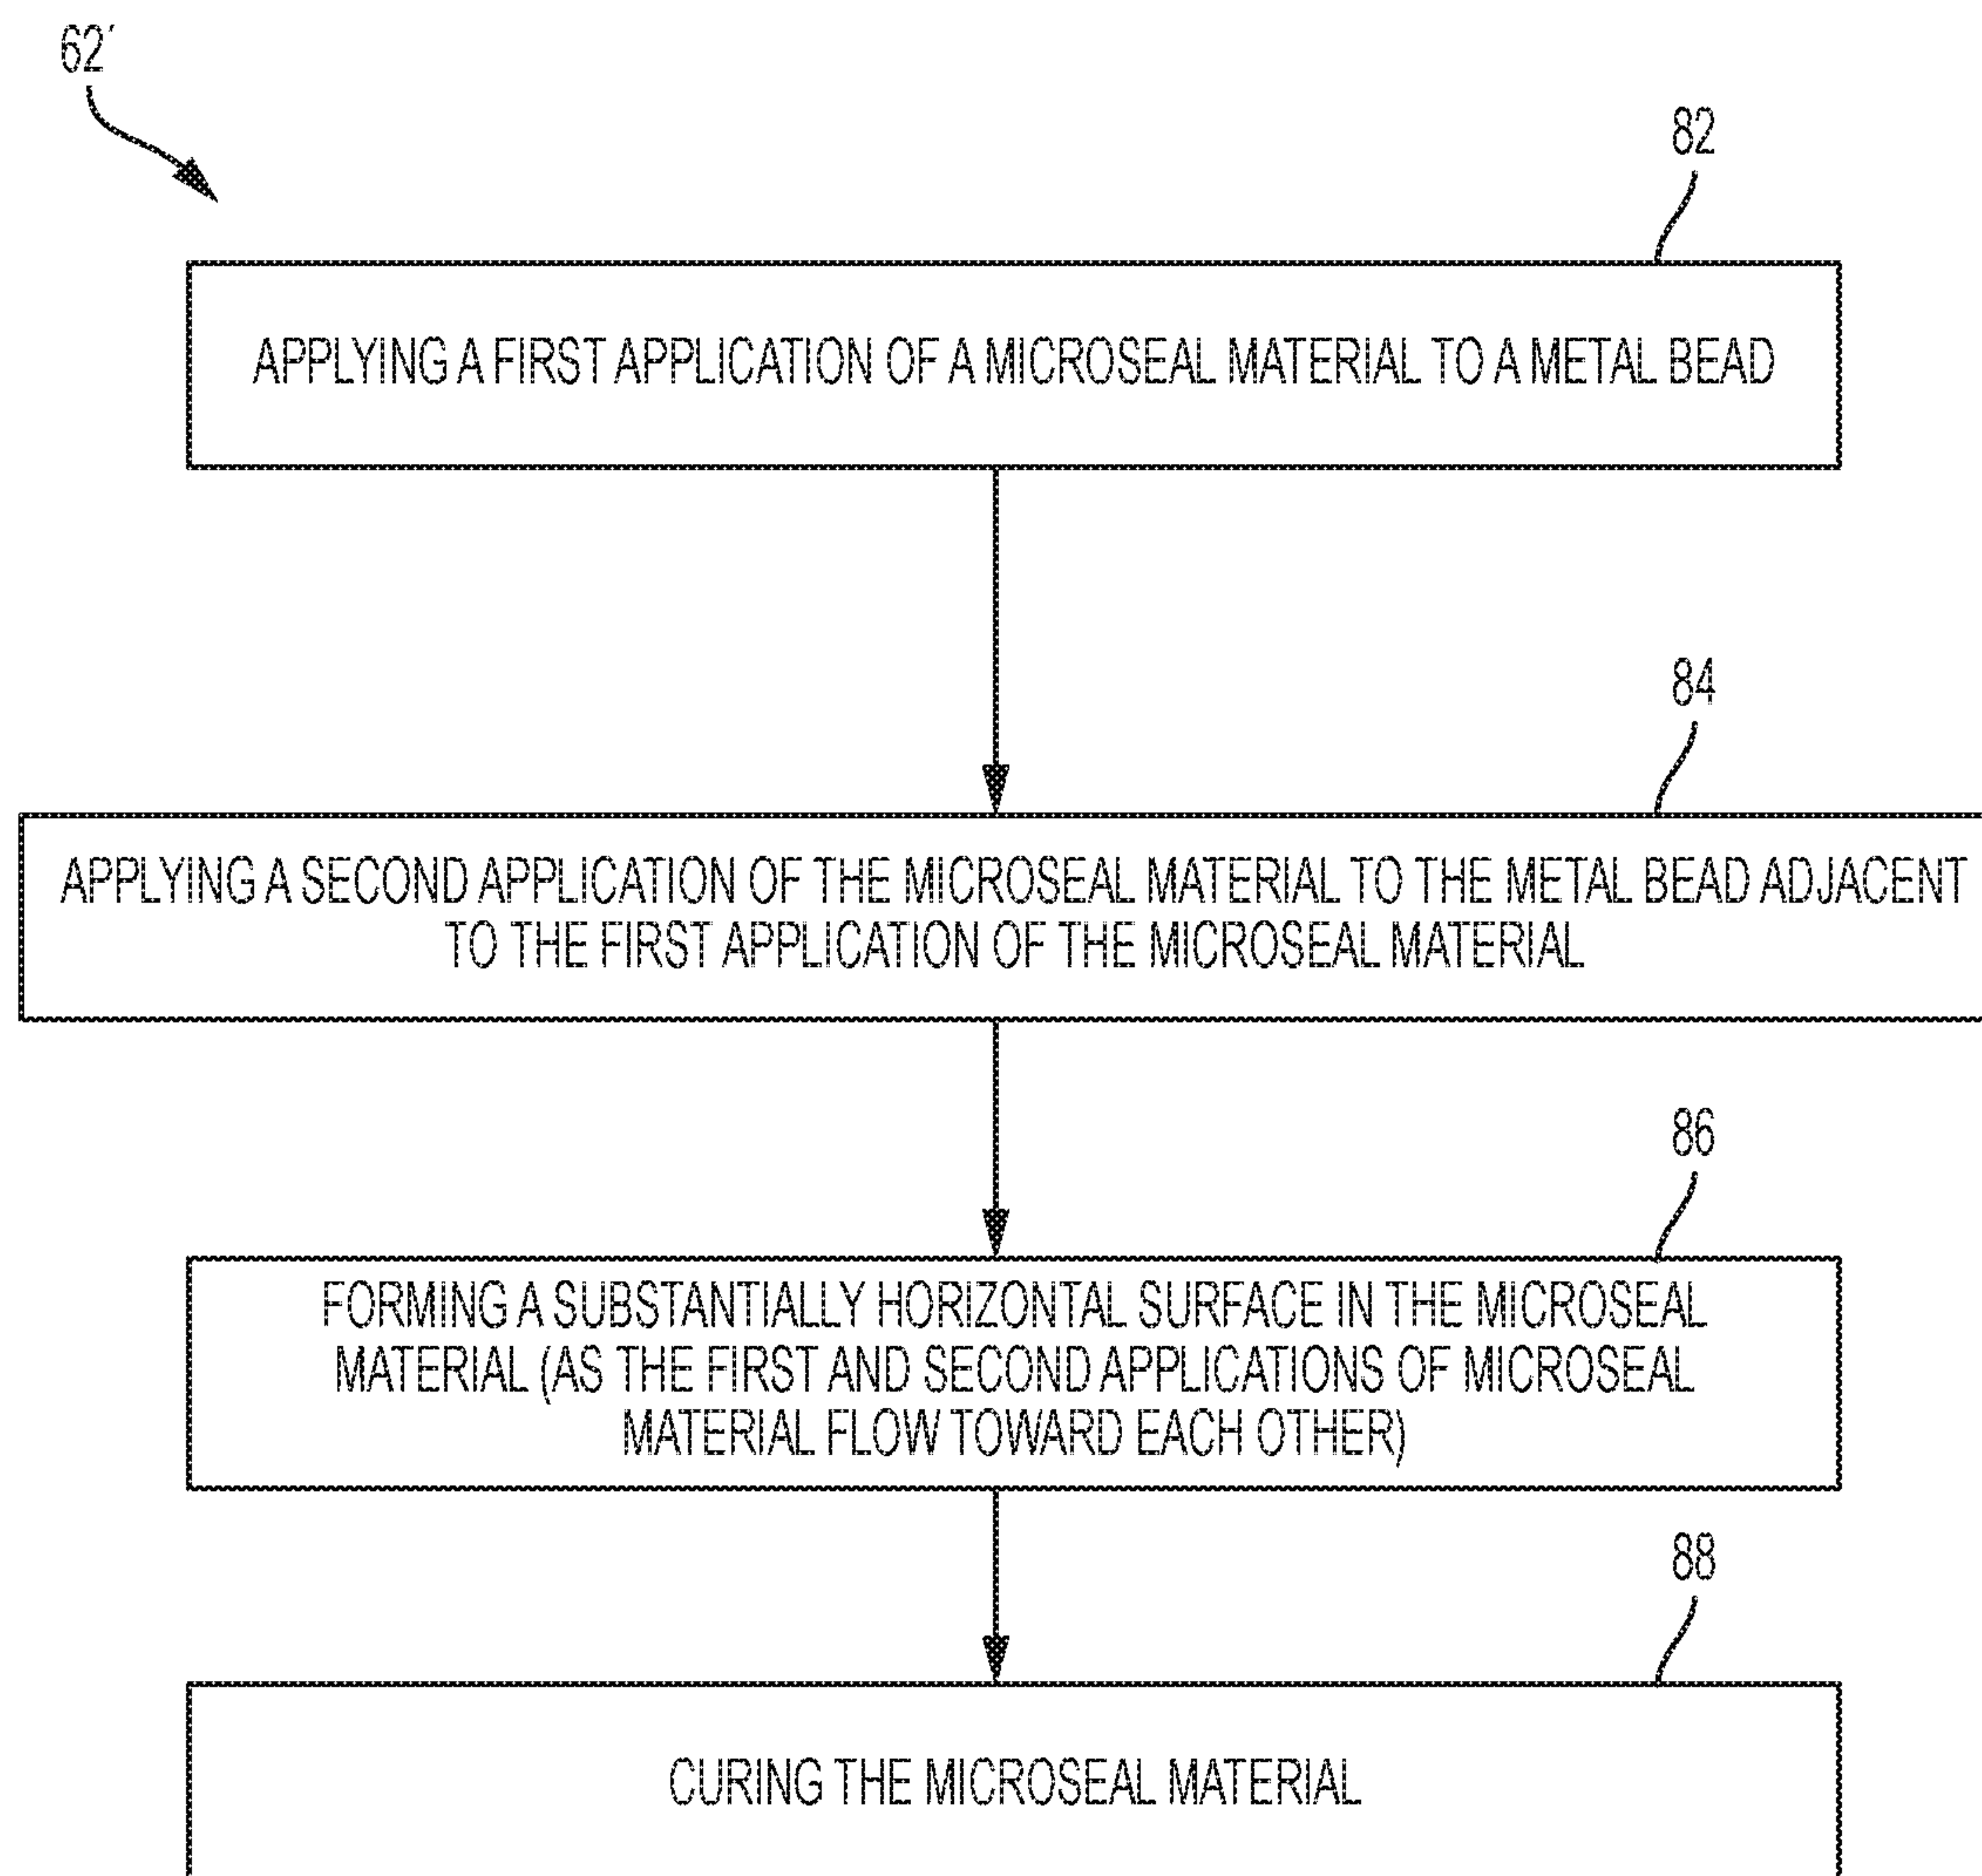 62′
82
APPLYING A FIRST APPLICATION OF A MICROSEAL MATERIAL TO A METAL BEAD
84
APPLYING A SECOND APPLICATION OF THE MICROSEAL MATERIAL TO THE METAL BEAD ADJACENT
TO THE FIRST APPLICATION OF THE MICROSEAL MATERIAL
86
FORMING A SUBSTANTIALLY HORIZONTAL SURFACE IN THE MICROSEAL
MATERIAL (AS THE FIRST AND SECOND APPLICATIONS OF MICROSEAL
MATERIAL FLOW TOWARD EACH OTHER)
88
CURING THE MICROSEAL MATERIAL